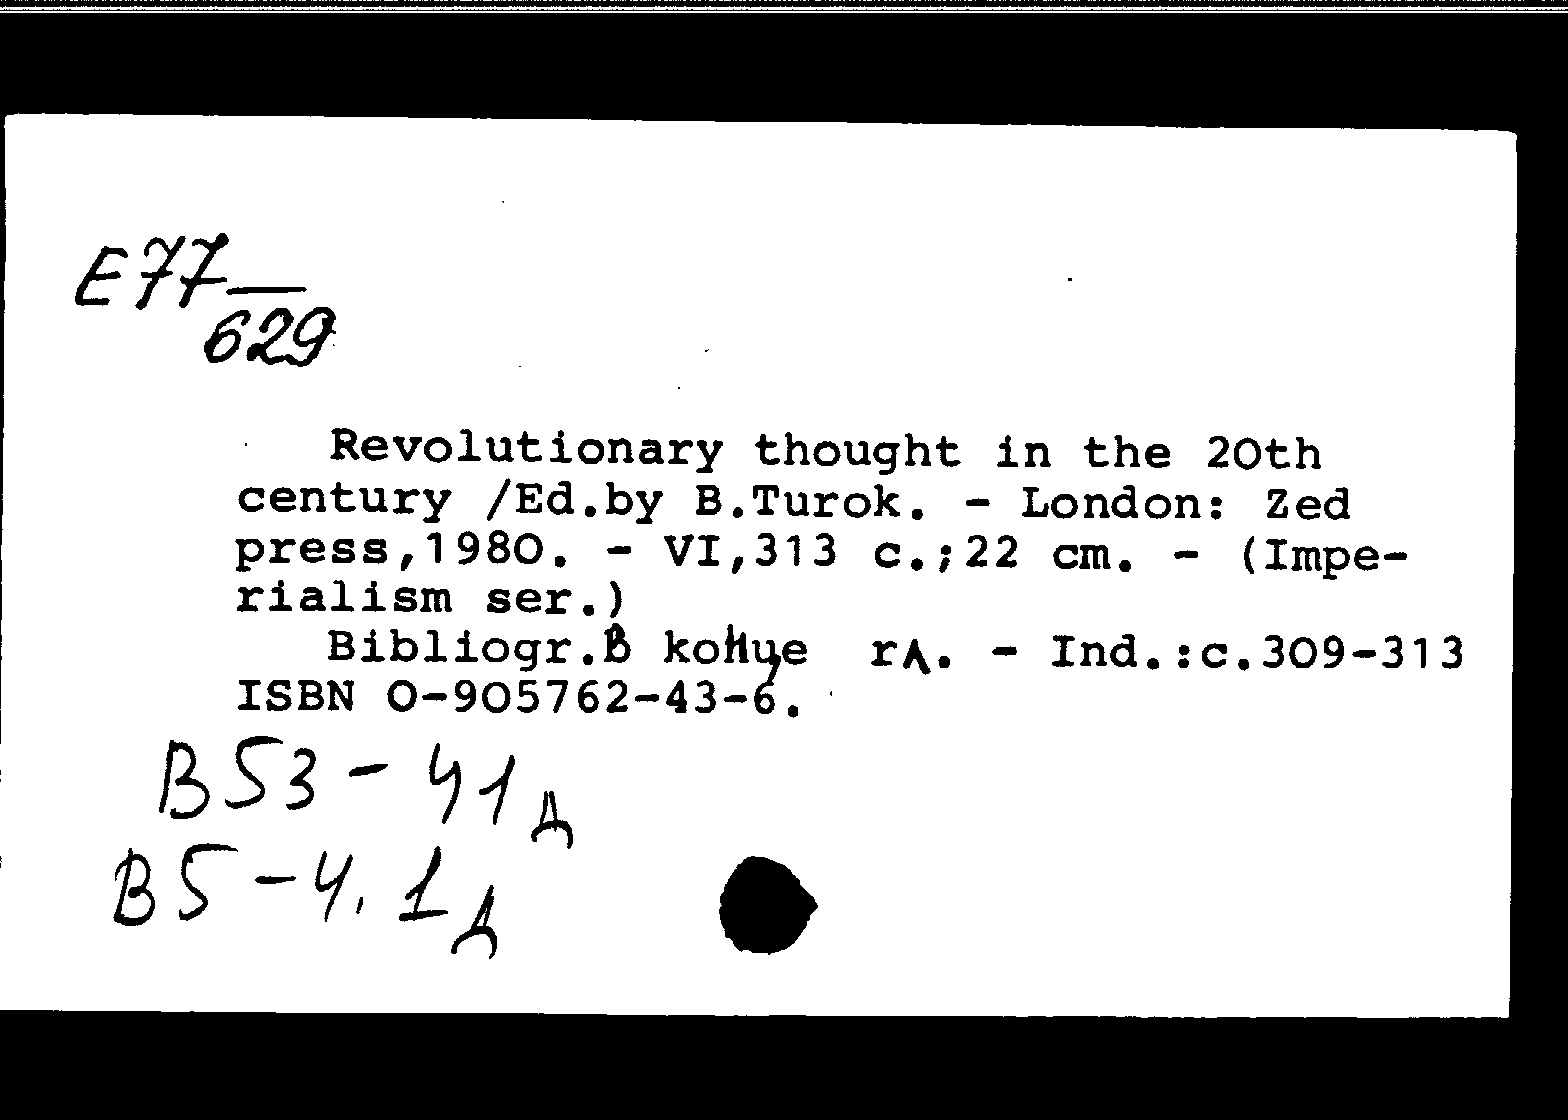 E77
629
Revolutionary thought in the 20th
century /Ed.by B.Turok. - London: Zed
press,1980. - VI,313 c.;22 cm. - (Impe-
rialism ser.)
Bibliogr.в конце гл. - Ind.:c.309-313
ISBN 0-905762-43-6.
В53-41д
В5-4.1д